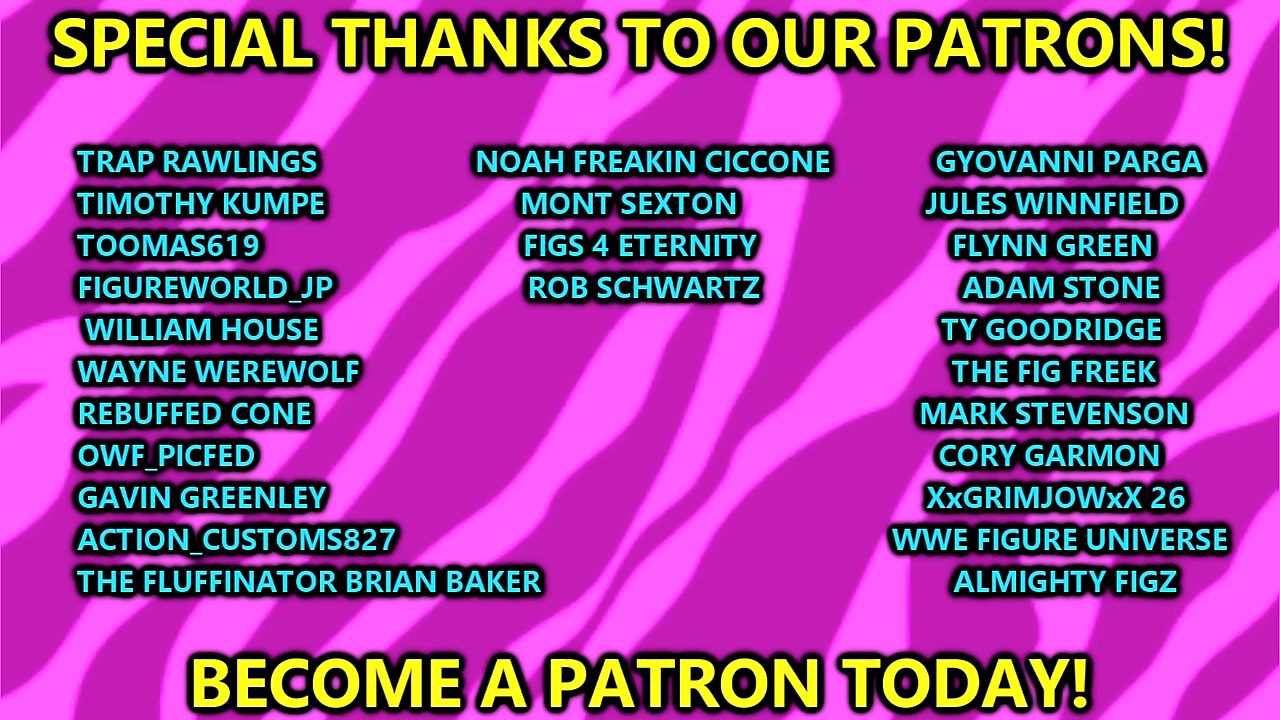 SPECIAL THANKS TO OUR PATRONS!
TRAP RAWLINGS
TIMOTHY KUMPE
TOOMAS619
FIGUREWORLD_JP
WILLIAM HOUSE
WAYNE WEREWOLF
REBUFFED CONE
OWF_PICFED
GAVIN GREENLEY
ACTION_CUSTOMS827
THE FLUFFINATOR BRIAN BAKER
NOAH FREAKIN CICCONE
MONT SEXTON
FIGS 4 ETERNITY
ROB SCHWARTZ
GYOVANNI PARGA
JULES WINNFIELD
FLYNN GREEN
ADAM STONE
TY GOODRIDGE
THE FIG FREEK
MARK STEVENSON
CORY GARMON
XxGRIMJOWxX 26
WWE FIGURE UNIVERSE
ALMIGHTY FIGZ
BECOME A PATRON TODAY!